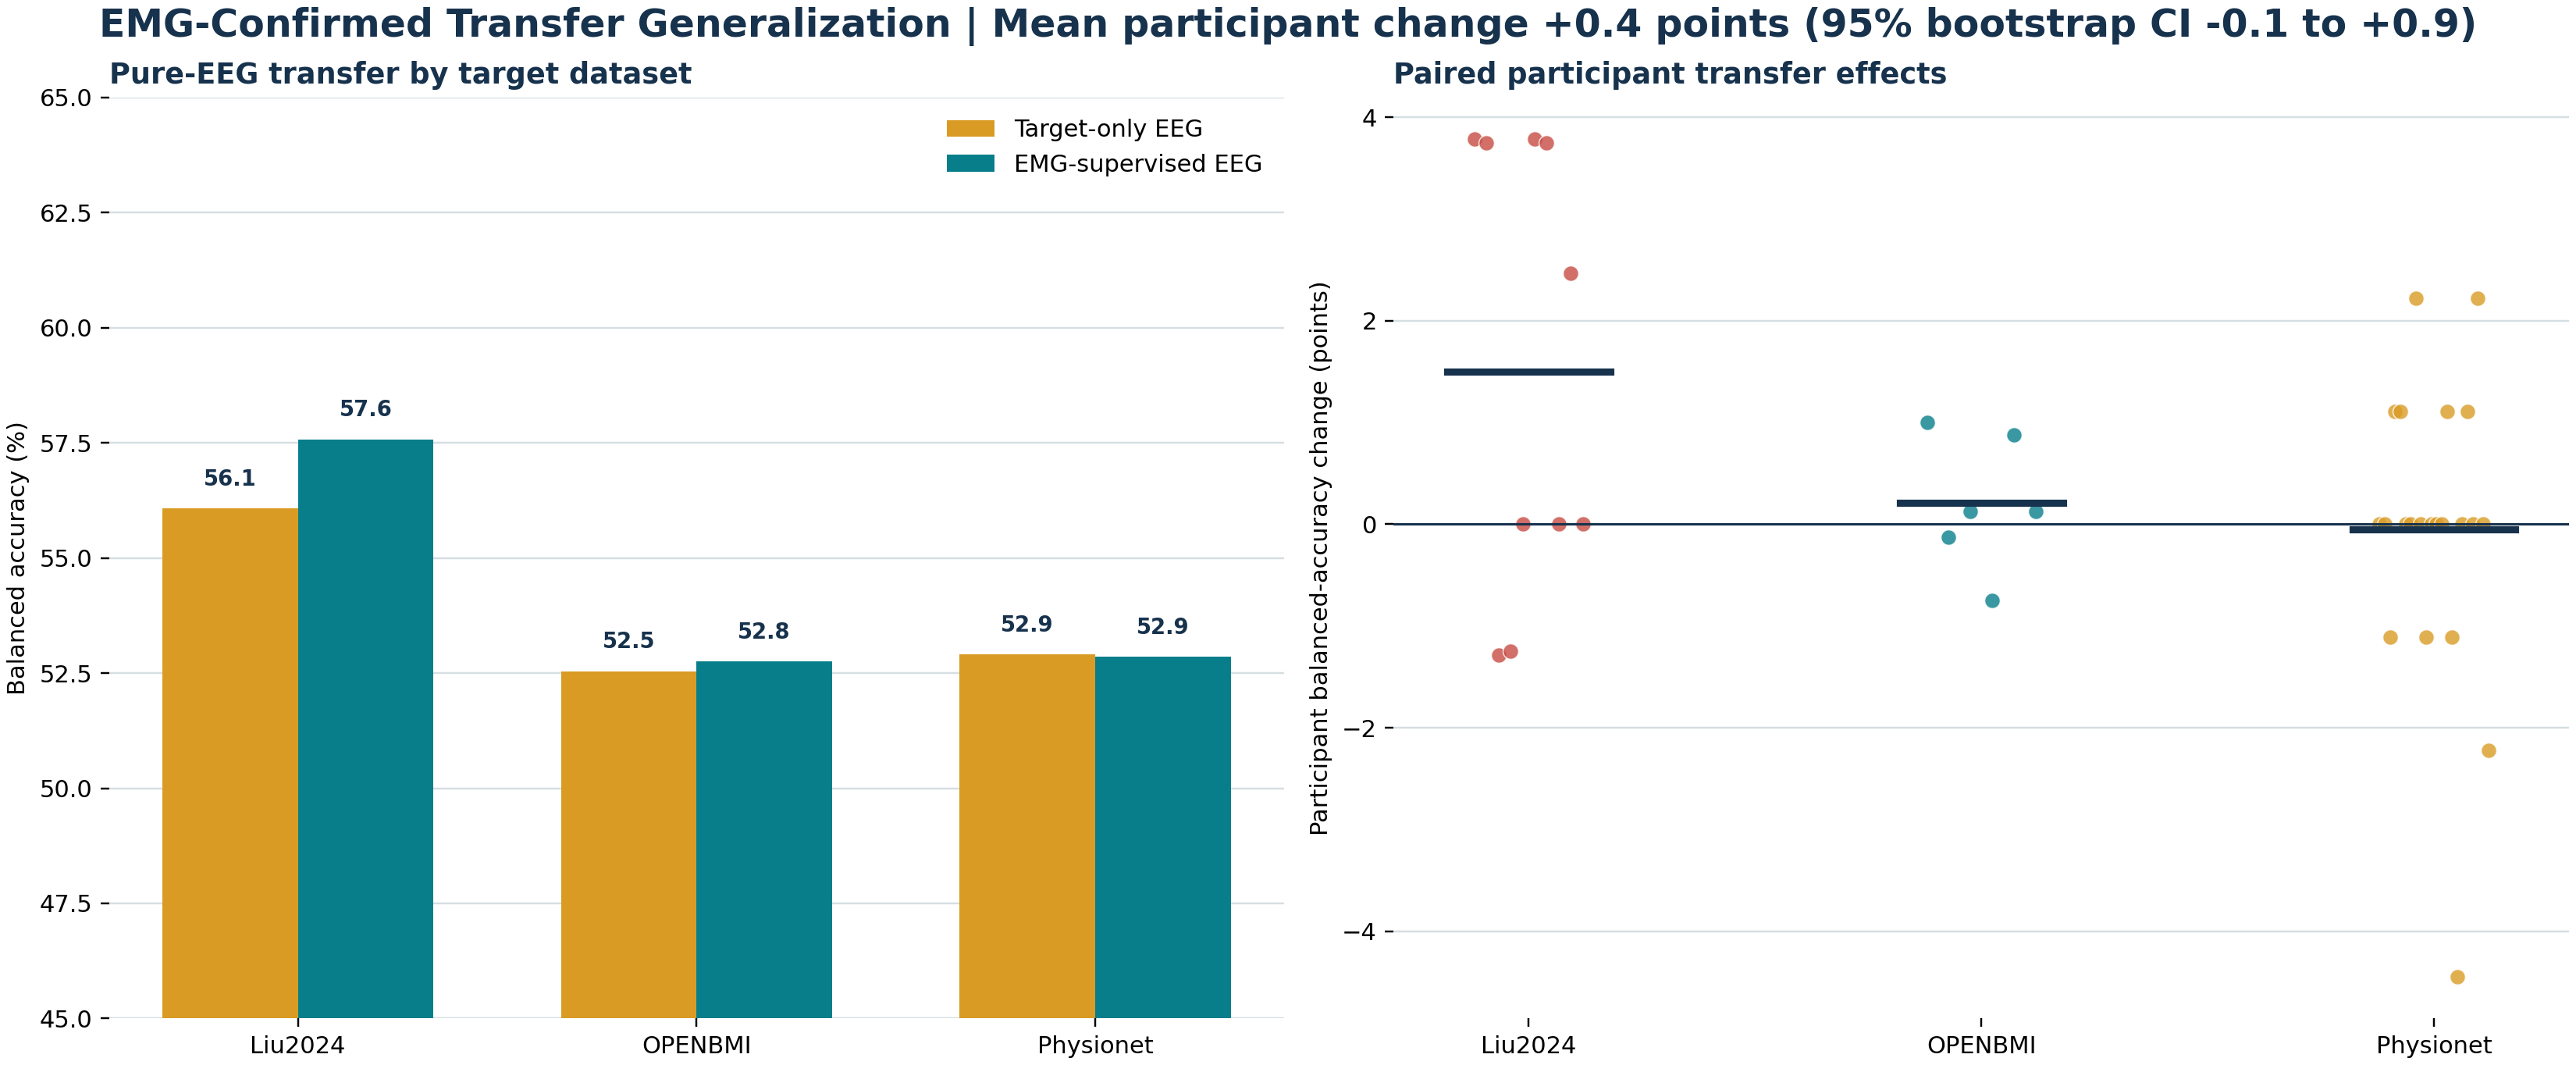 EMG-Confirmed Transfer Generalization | Mean participant change +0.4 points (95% bootstrap CI -0.1 to +0.9)
Pure-EEG transfer by target dataset
Balanced accuracy (%)
65.0
62.5
60.0
57.5
55.0
52.5
50.0
47.5
45.0
Target-only EEG
EMG-supervised EEG
56.1
57.6
52.5
52.8
52.9
52.9
Liu2024
OPENBMI
Physionet
Paired participant transfer effects
Participant balanced-accuracy change (points)
4
2
0
−2
−4
Liu2024
OPENBMI
Physionet